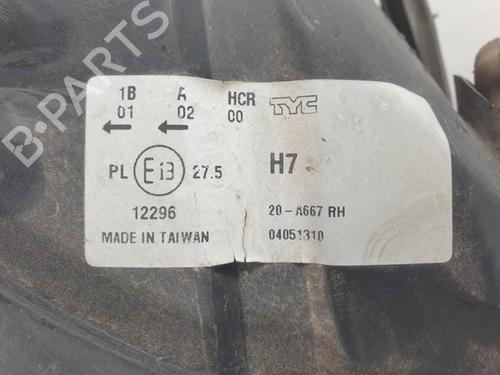 1B A HCR TYC
01 02 00
PL E13 27.5 H7
12296 20-A667 RH
MADE IN TAIWAN 04051310
B-PARTS